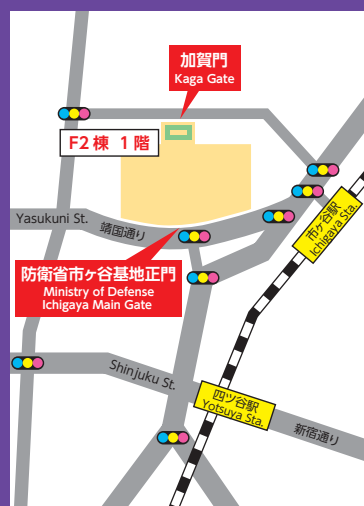 加賀門
Kaga Gate
F2棟 1階
Yasukuni St.
靖国通り
市ヶ谷駅
Ichigaya Sta.
防衛省市ヶ谷基地正門
Ministry of Defense
Ichigaya Main Gate
Shinjuku St.
四ツ谷駅
Yotsuya Sta.
新宿通り